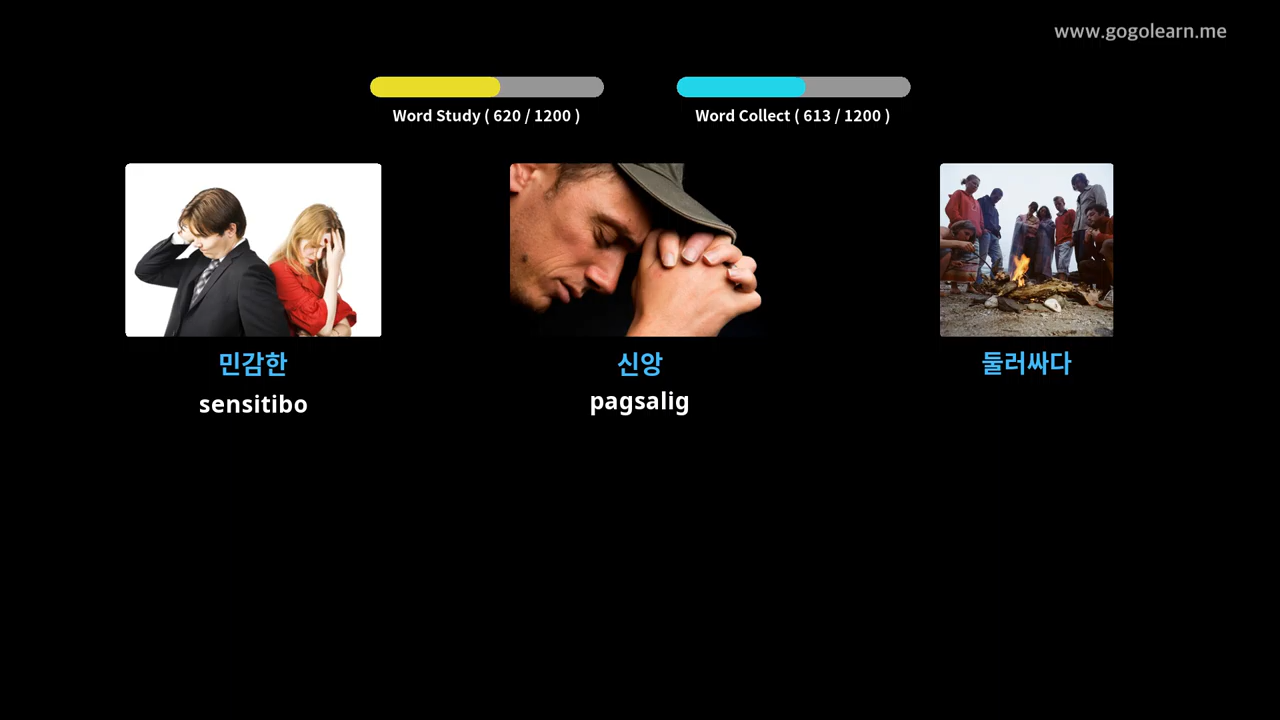 www.gogolearn.me
Word Study ( 620 / 1200 )
Word Collect ( 613 / 1200 )
민감한
신앙
둘러싸다
sensitibo
pagsalig